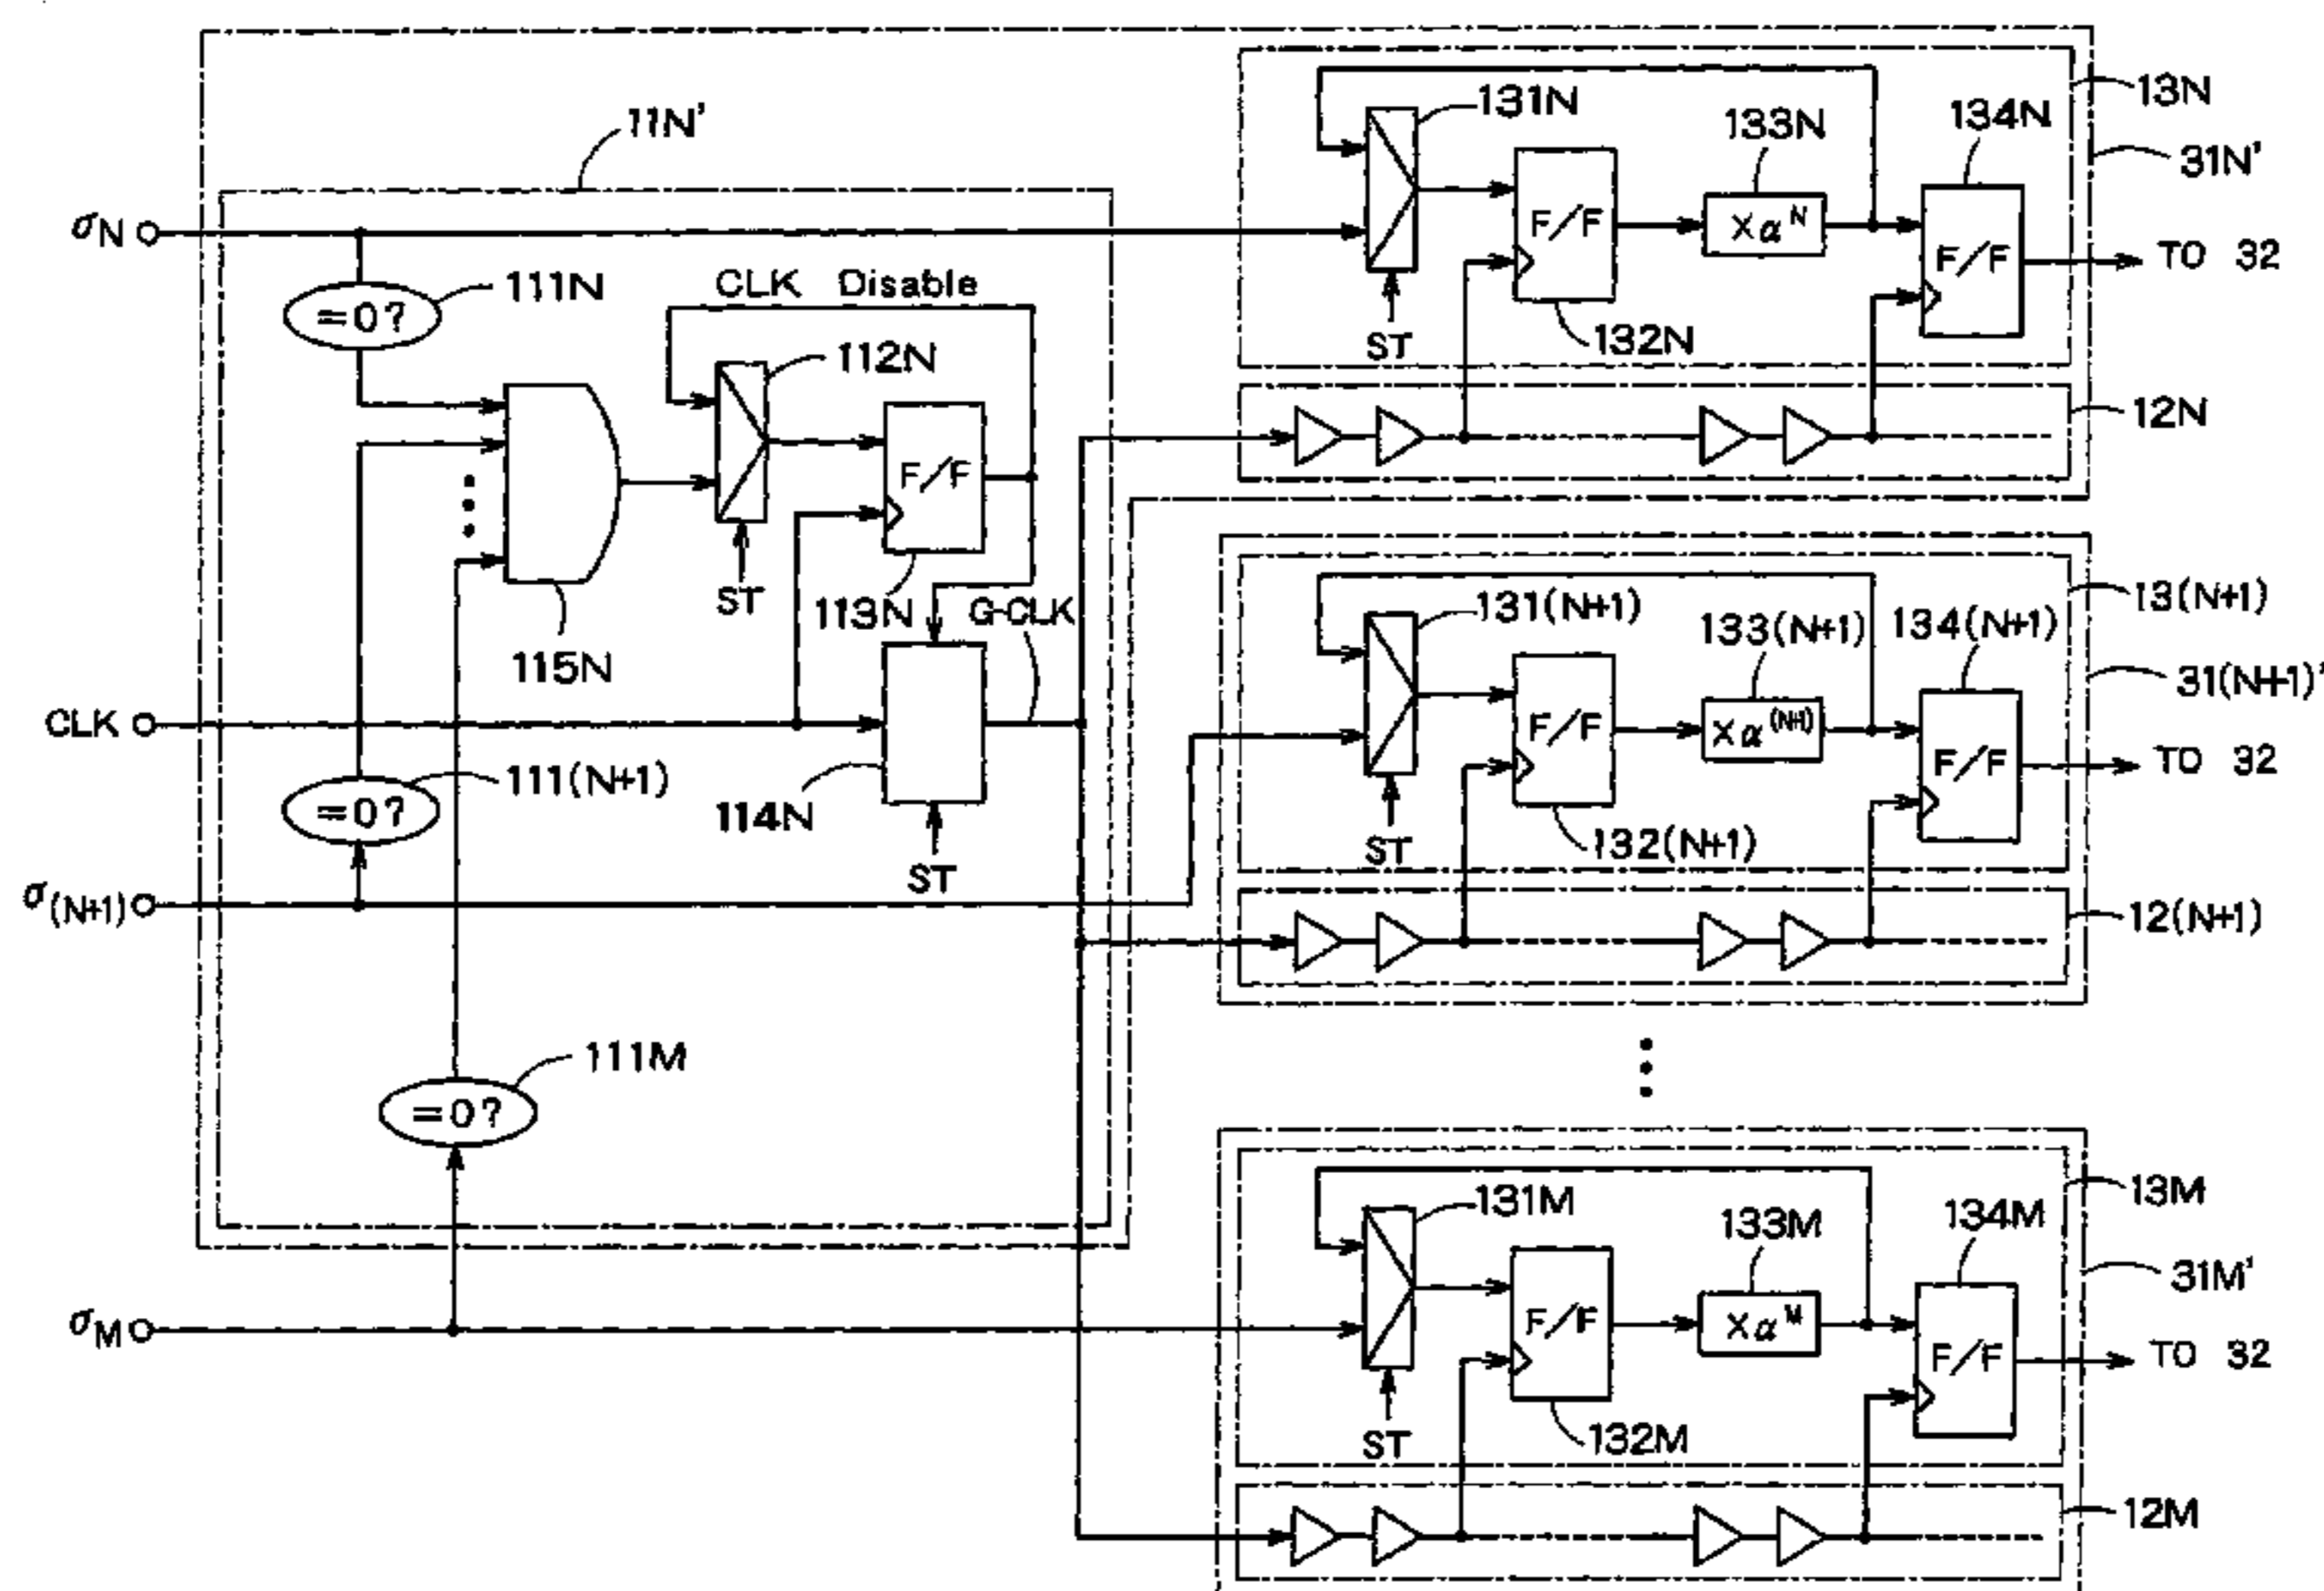 11N'
σN
111N
=0?
CLK Disable
112N
F/F
ST
113N
G-CLK
115N
CLK
111(N+1)
=0?
114N
ST
σ(N+1)
111M
=0?
σM
131N
133N
134N
13N
31N'
F/F
×α^N
F/F
TO 32
ST
132N
12N
131(N+1)
133(N+1)
134(N+1)
13(N+1)
31(N+1)'
F/F
×α^(N+1)
F/F
TO 32
ST
132(N+1)
12(N+1)
131M
133M
134M
13M
31M'
F/F
×α^M
F/F
TO 32
ST
132M
12M